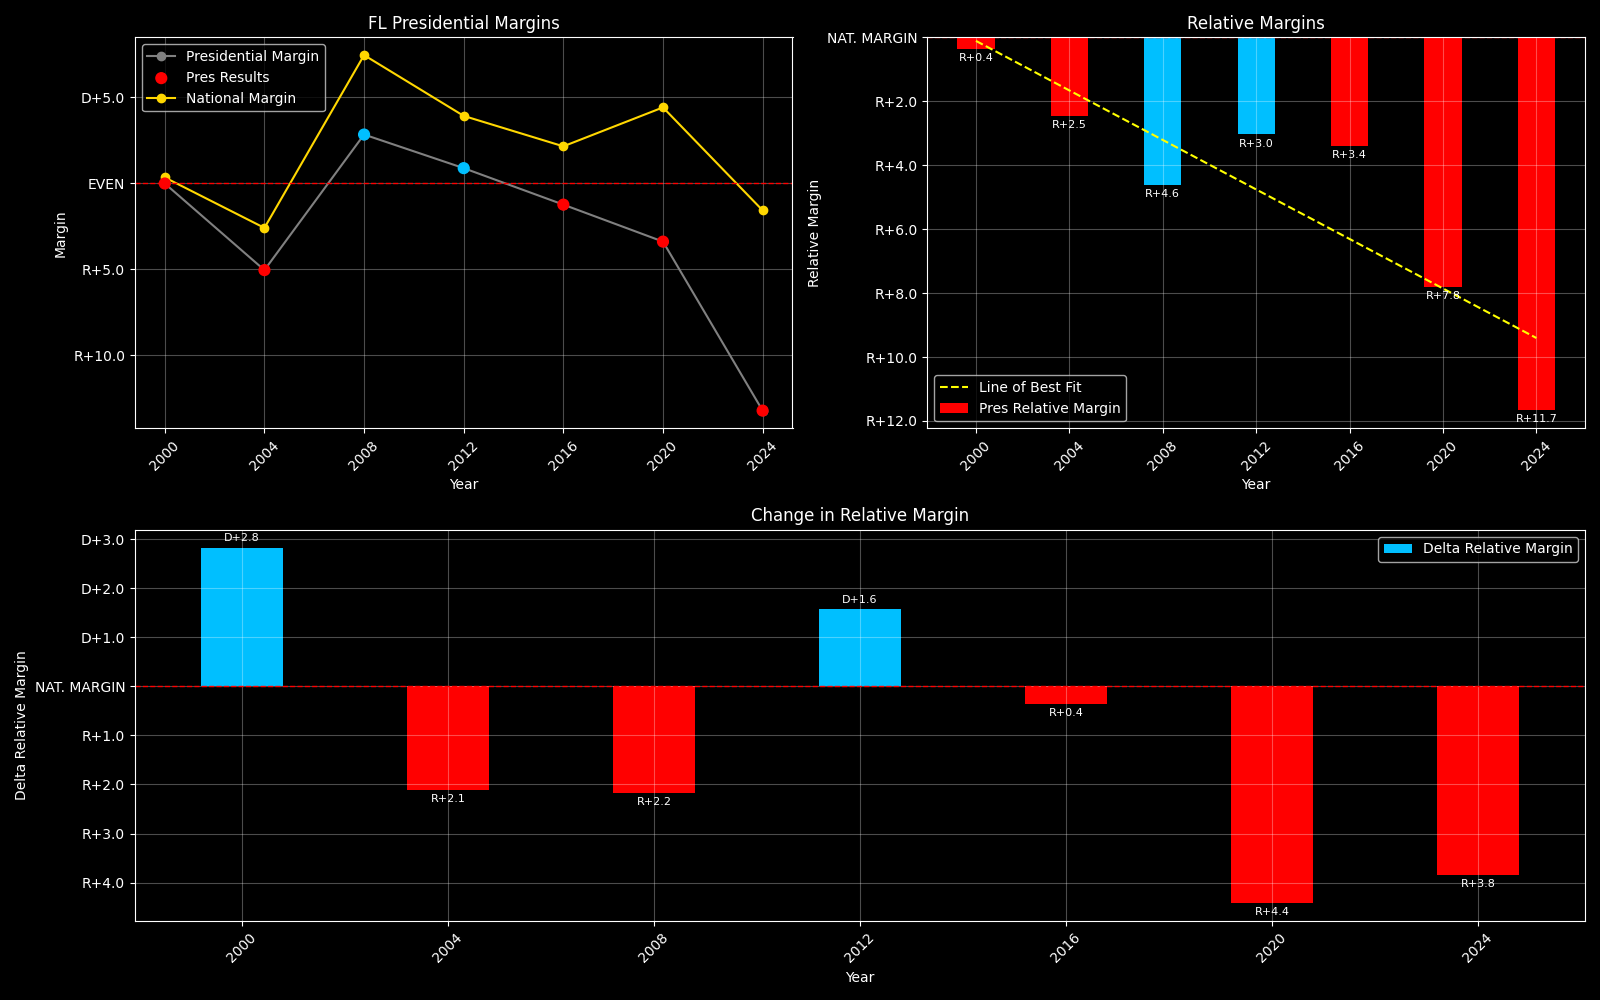 FL Presidential Margins
Presidential Margin
Pres Results
National Margin
D+5.0
EVEN
R+5.0
R+10.0
Margin
2000
2004
2008
2012
2016
2020
2024
Year
Relative Margins
NAT. MARGIN
R+2.0
R+4.0
R+6.0
R+8.0
R+10.0
R+12.0
Relative Margin
R+0.4
R+2.5
R+4.6
R+3.0
R+3.4
R+7.8
R+11.7
Line of Best Fit
Pres Relative Margin
2000
2004
2008
2012
2016
2020
2024
Year
Change in Relative Margin
Delta Relative Margin
D+3.0
D+2.0
D+1.0
NAT. MARGIN
R+1.0
R+2.0
R+3.0
R+4.0
Delta Relative Margin
D+2.8
R+2.1
R+2.2
D+1.6
R+0.4
R+4.4
R+3.8
2000
2004
2008
2012
2016
2020
2024
Year